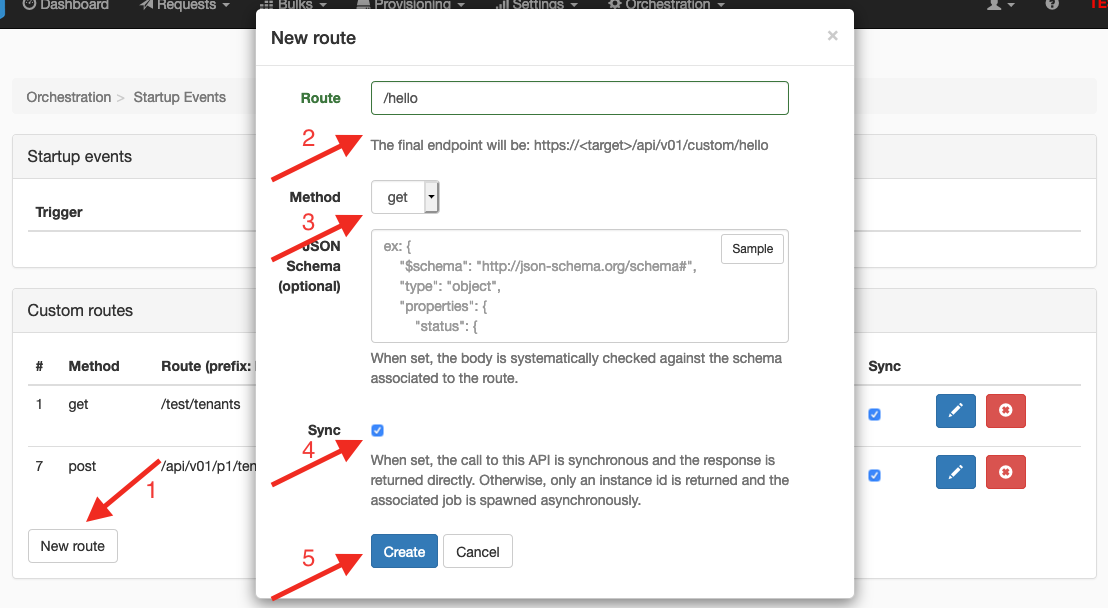 Dashboard Requests Bulks Provisioning Settings Orchestration
New route ×
Orchestration > Startup Events
Route /hello
2
The final endpoint will be: https://<target>/api/v01/custom/hello
Startup events
Method get
Trigger
3
JSON Schema (optional)
ex: {
"$schema": "http://json-schema.org/schema#",
"type": "object",
"properties": {
"status": {
Sample
When set, the body is systematically checked against the schema
associated to the route.
Custom routes
# Method Route (prefix: Sync
1 get /test/tenants
7 post /api/v01/p1/ten
1
New route
Sync
4
When set, the call to this API is synchronous and the response is
returned directly. Otherwise, only an instance id is returned and the
associated job is spawned asynchronously.
5
Create Cancel